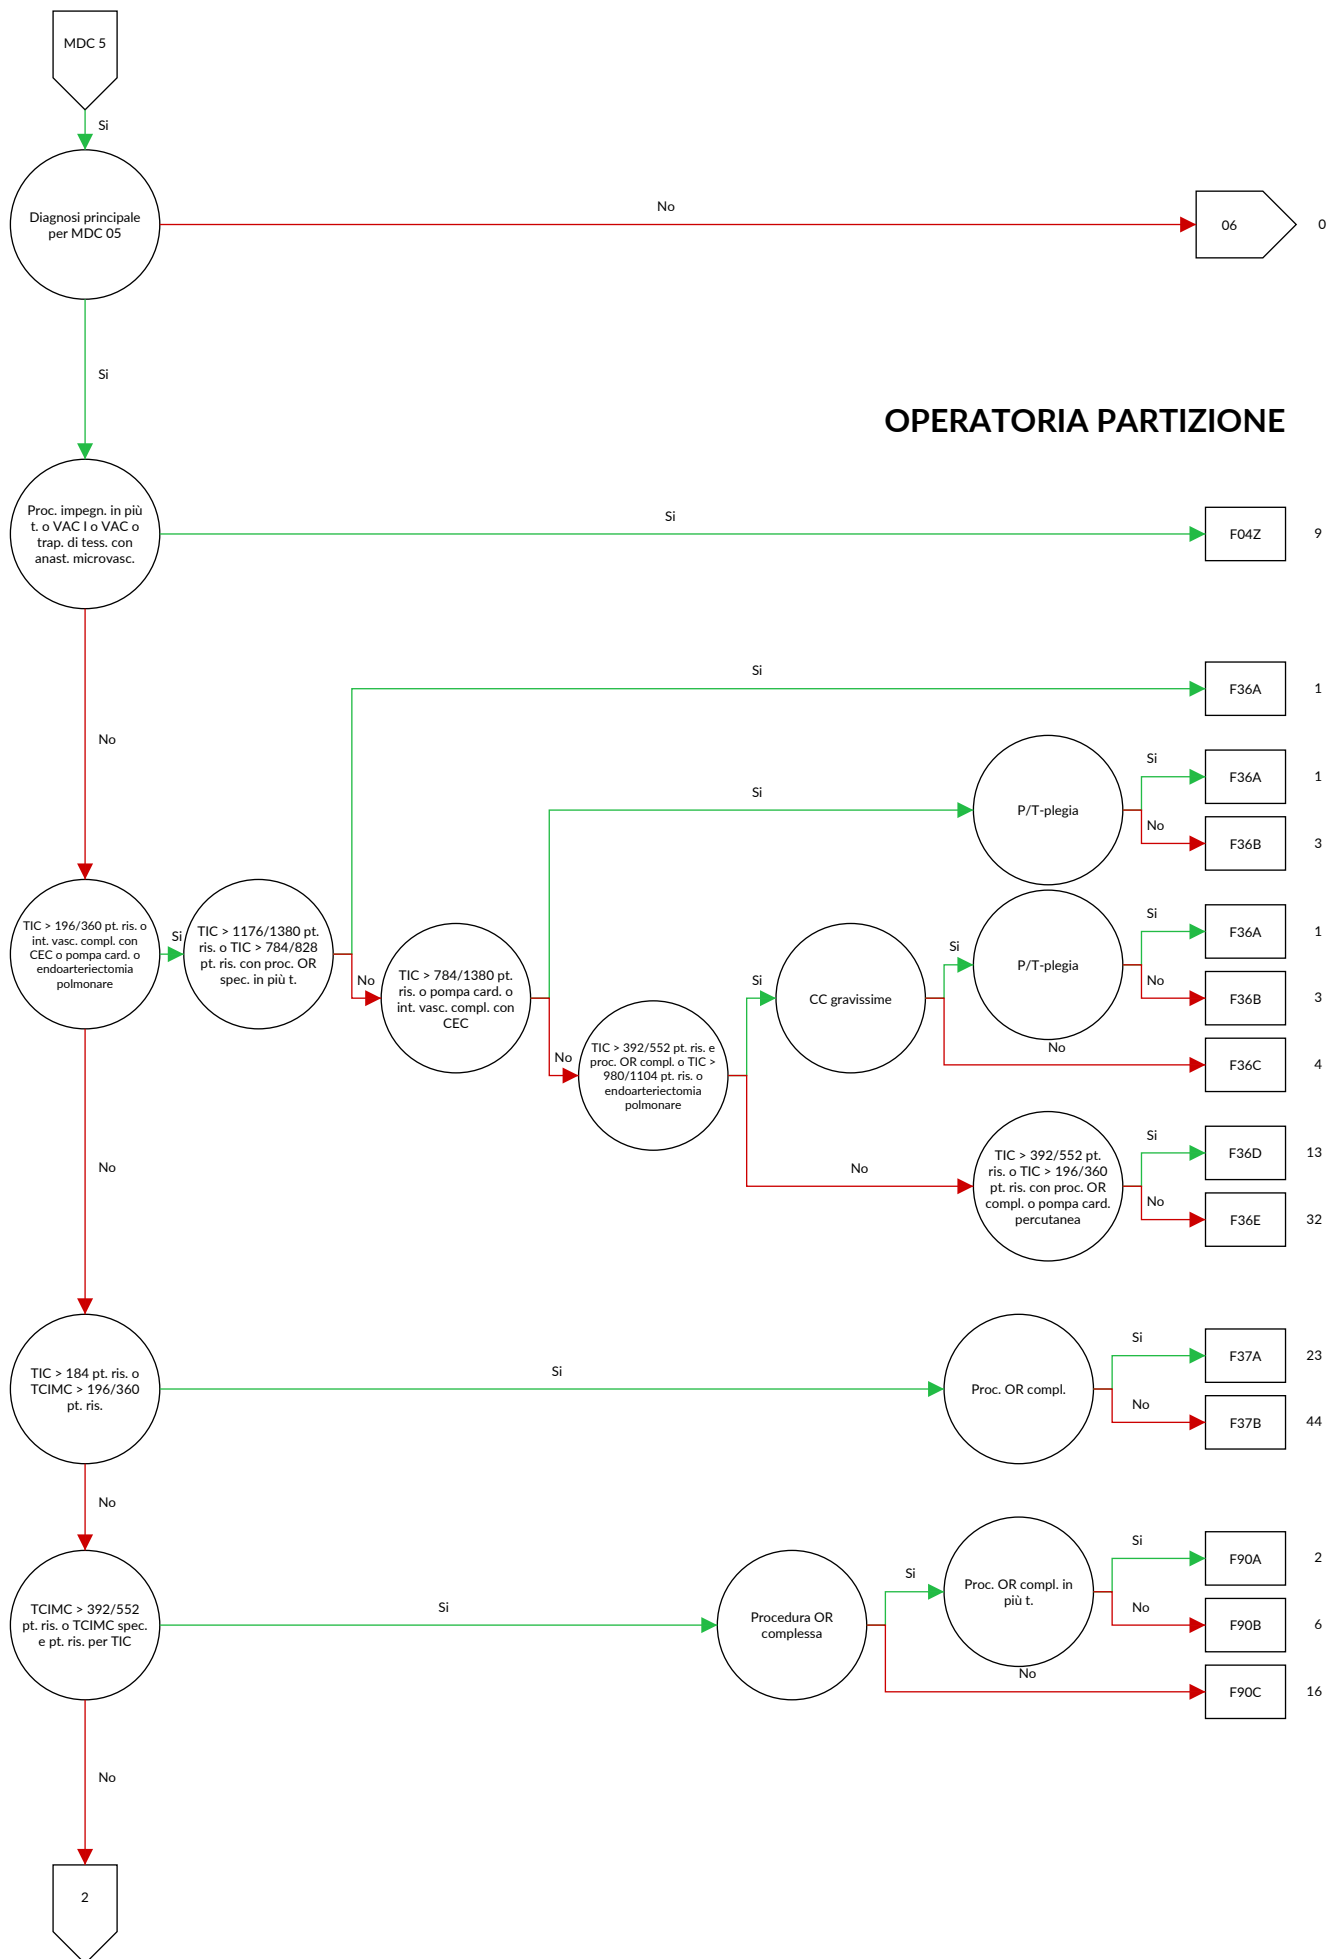 MDC 5
Si
Diagnosi principale
per MDC 05
No
06
0
Si
OPERATORIA PARTIZIONE
Proc. impegn. in più
t. o VAC I o VAC o
trap. di tess. con
anast. microvasc.
Si
F04Z
9
No
Si
F36A
1
Si
P/T-plegia
Si
F36A
1
No
F36B
3
TIC > 196/360 pt. ris. o
int. vasc. compl. con
CEC o pompa card. o
endoarteriectomia
polmonare
Si
TIC > 1176/1380 pt.
ris. o TIC > 784/828
pt. ris. con proc. OR
spec. in più t.
No
TIC > 784/1380 pt.
ris. o pompa card. o
int. vasc. compl. con
CEC
No
TIC > 392/552 pt. ris. e
proc. OR compl. o TIC >
980/1104 pt. ris. o
endoarteriectomia
polmonare
Si
CC gravissime
Si
P/T-plegia
Si
F36A
1
No
F36B
3
No
F36C
4
No
No
TIC > 392/552 pt.
ris. o TIC > 196/360
pt. ris. con proc. OR
compl. o pompa card.
percutanea
Si
F36D
13
No
F36E
32
TIC > 184 pt. ris. o
TCIMC > 196/360
pt. ris.
Si
Proc. OR compl.
Si
F37A
23
No
F37B
44
No
TCIMC > 392/552
pt. ris. o TCIMC spec.
e pt. ris. per TIC
Si
Procedura OR
complessa
Si
Proc. OR compl. in
più t.
Si
F90A
2
No
F90B
6
No
F90C
16
No
2